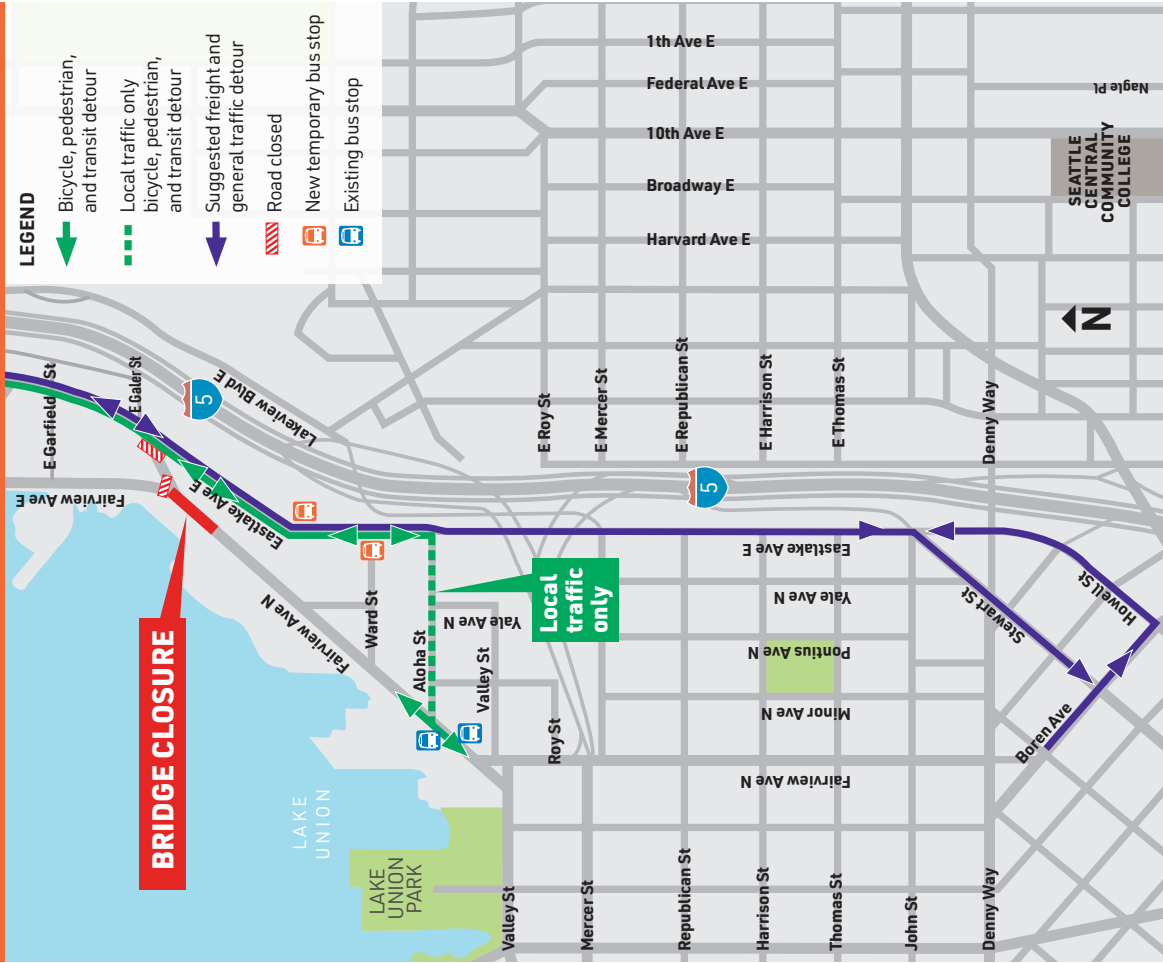 LEGEND
Bicycle, pedestrian,
and transit detour
Local traffic only
bicycle, pedestrian,
and transit detour
Suggested freight and
general traffic detour
Road closed
New temporary bus stop
Existing bus stop
1th Ave E
Federal Ave E
10th Ave E
Broadway E
Harvard Ave E
Nagle Pl
SEATTLE
CENTRAL
COMMUNITY
COLLEGE
N
E Garfield St
E Galer St
5
Lakeview Blvd E
Fairview Ave E
Eastlake Ave E
BRIDGE CLOSURE
Fairview Ave N
Ward St
Aloha St
Yale Ave N
Valley St
Roy St
Local
traffic
only
LAKE
UNION
LAKE
UNION
PARK
E Roy St
E Mercer St
E Republican St
E Harrison St
E Thomas St
Denny Way
5
Eastlake Ave E
Yale Ave N
Pontius Ave N
Minor Ave N
Fairview Ave N
Stewart St
Howell St
Boren Ave
Valley St
Mercer St
Republican St
Harrison St
Thomas St
John St
Denny Way